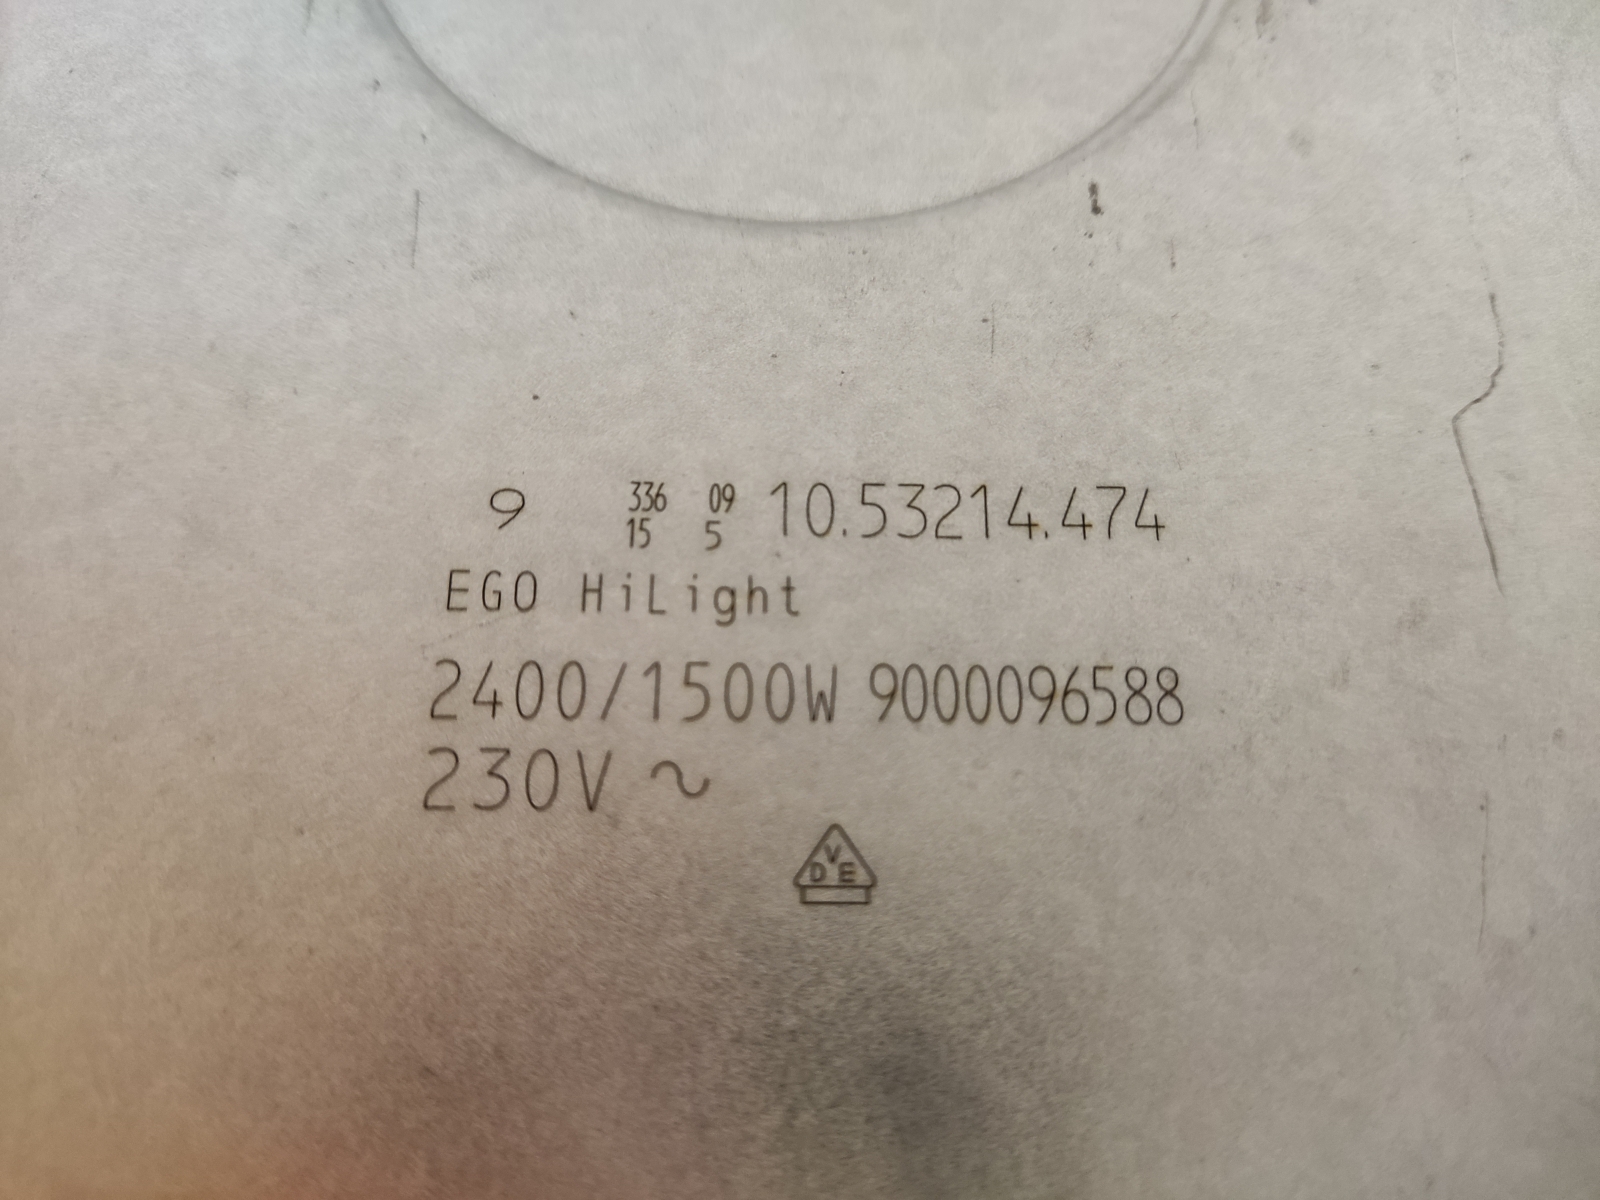 9 336 09 10.53214.474
15 5
EGO HiLight
2400/1500W 9000096588
230V ~
VDE